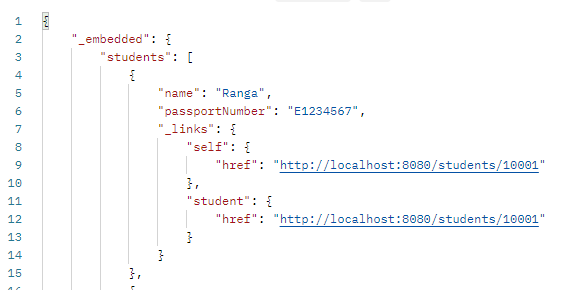 1 {
2 "_embedded": {
3 "students": [
4 {
5 "name": "Ranga",
6 "passportNumber": "E1234567",
7 "_links": {
8 "self": {
9 "href": "http://localhost:8080/students/10001"
10 },
11 "student": {
12 "href": "http://localhost:8080/students/10001"
13 }
14 }
15 },
16 {